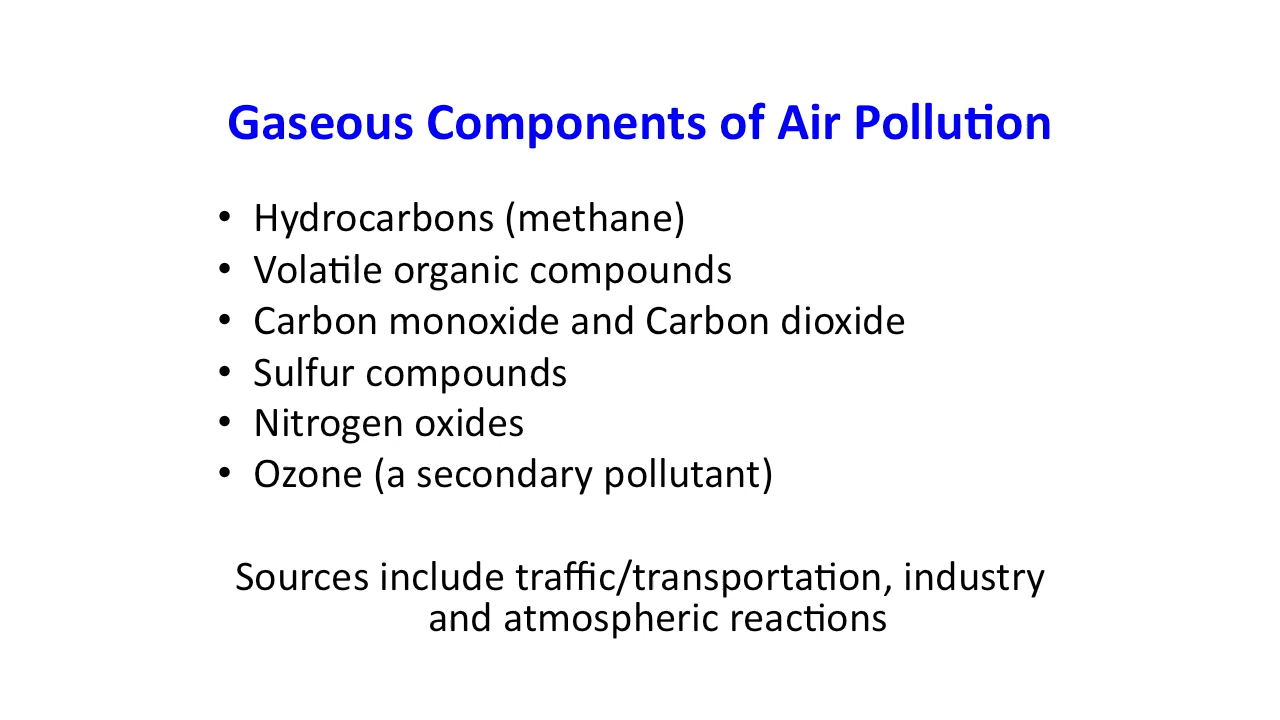 Gaseous Components of Air Pollution
• Hydrocarbons (methane)
• Volatile organic compounds
• Carbon monoxide and Carbon dioxide
• Sulfur compounds
• Nitrogen oxides
• Ozone (a secondary pollutant)
Sources include traffic/transportation, industry
and atmospheric reactions